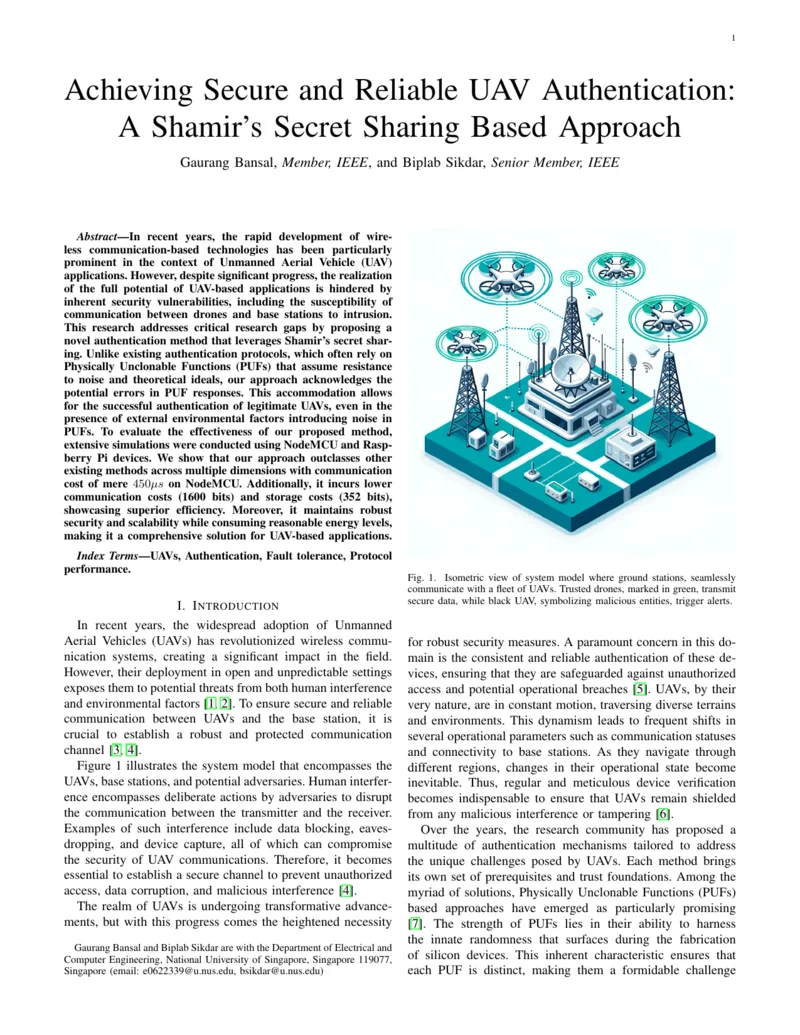 1
Achieving Secure and Reliable UAV Authentication:
A Shamir's Secret Sharing Based Approach
Gaurang Bansal, Member, IEEE, and Biplab Sikdar, Senior Member, IEEE
Abstract—In recent years, the rapid development of wire-
less communication-based technologies has been particularly
prominent in the context of Unmanned Aerial Vehicle (UAV)
applications. However, despite significant progress, the realization
of the full potential of UAV-based applications is hindered by
inherent security vulnerabilities, including the susceptibility of
communication between drones and base stations to intrusion.
This research addresses critical research gaps by proposing a
novel authentication method that leverages Shamir's secret shar-
ing. Unlike existing authentication protocols, which often rely on
Physically Unclonable Functions (PUFs) that assume resistance
to noise and theoretical ideals, our approach acknowledges the
potential errors in PUF responses. This accommodation allows
for the successful authentication of legitimate UAVs, even in the
presence of external environmental factors introducing noise in
PUFs. To evaluate the effectiveness of our proposed method,
extensive simulations were conducted using NodeMCU and Rasp-
berry Pi devices. We show that our approach outclasses other
existing methods across multiple dimensions with communication
cost of mere 450μs on NodeMCU. Additionally, it incurs lower
communication costs (1600 bits) and storage costs (352 bits),
showcasing superior efficiency. Moreover, it maintains robust
security and scalability while consuming reasonable energy levels,
making it a comprehensive solution for UAV-based applications.
Index Terms—UAVs, Authentication, Fault tolerance, Protocol
performance.
I. INTRODUCTION
In recent years, the widespread adoption of Unmanned
Aerial Vehicles (UAVs) has revolutionized wireless commu-
nication systems, creating a significant impact in the field.
However, their deployment in open and unpredictable settings
exposes them to potential threats from both human interference
and environmental factors [1, 2]. To ensure secure and reliable
communication between UAVs and the base station, it is
crucial to establish a robust and protected communication
channel [3, 4].
Figure 1 illustrates the system model that encompasses the
UAVs, base stations, and potential adversaries. Human interfer-
ence encompasses deliberate actions by adversaries to disrupt
the communication between the transmitter and the receiver.
Examples of such interference include data blocking, eaves-
dropping, and device capture, all of which can compromise
the security of UAV communications. Therefore, it becomes
essential to establish a secure channel to prevent unauthorized
access, data corruption, and malicious interference [4].
The realm of UAVs is undergoing transformative advance-
ments, but with this progress comes the heightened necessity
Gaurang Bansal and Biplab Sikdar are with the Department of Electrical and
Computer Engineering, National University of Singapore, Singapore 119077,
Singapore (email: e0622339@u.nus.edu, bsikdar@u.nus.edu)
Fig. 1. Isometric view of system model where ground stations, seamlessly
communicate with a fleet of UAVs. Trusted drones, marked in green, transmit
secure data, while black UAV, symbolizing malicious entities, trigger alerts.
for robust security measures. A paramount concern in this do-
main is the consistent and reliable authentication of these de-
vices, ensuring that they are safeguarded against unauthorized
access and potential operational breaches [5]. UAVs, by their
very nature, are in constant motion, traversing diverse terrains
and environments. This dynamism leads to frequent shifts in
several operational parameters such as communication statuses
and connectivity to base stations. As they navigate through
different regions, changes in their operational state become
inevitable. Thus, regular and meticulous device verification
becomes indispensable to ensure that UAVs remain shielded
from any malicious interference or tampering [6].
Over the years, the research community has proposed a
multitude of authentication mechanisms tailored to address
the unique challenges posed by UAVs. Each method brings
its own set of prerequisites and trust foundations. Among the
myriad of solutions, Physically Unclonable Functions (PUFs)
based approaches have emerged as particularly promising
[7]. The strength of PUFs lies in their ability to harness
the innate randomness that surfaces during the fabrication
of silicon devices. This inherent characteristic ensures that
each PUF is distinct, making them a formidable challenge